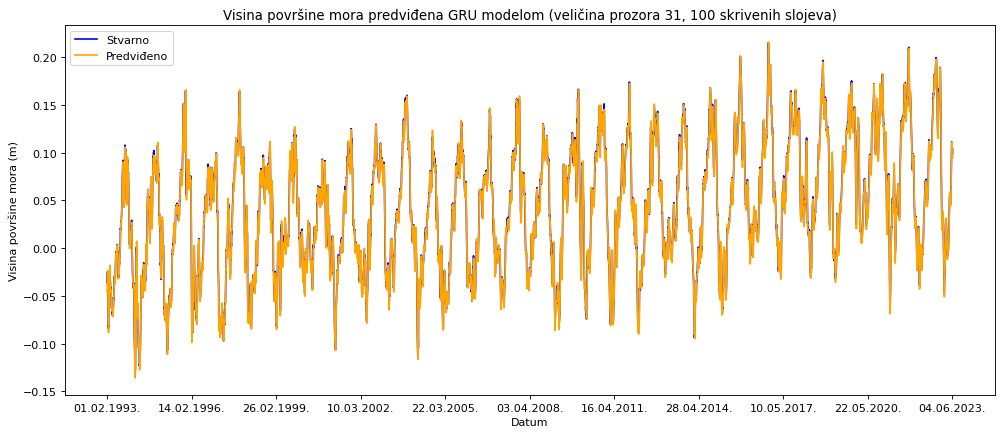 Visina površine mora predviđena GRU modelom (veličina prozora 31, 100 skrivenih slojeva)
Stvarno
Predviđeno
Visina površine mora (m)
0.20
0.15
0.10
0.05
0.00
−0.05
−0.10
−0.15
01.02.1993. 14.02.1996. 26.02.1999. 10.03.2002. 22.03.2005. 03.04.2008. 16.04.2011. 28.04.2014. 10.05.2017. 22.05.2020. 04.06.2023.
Datum